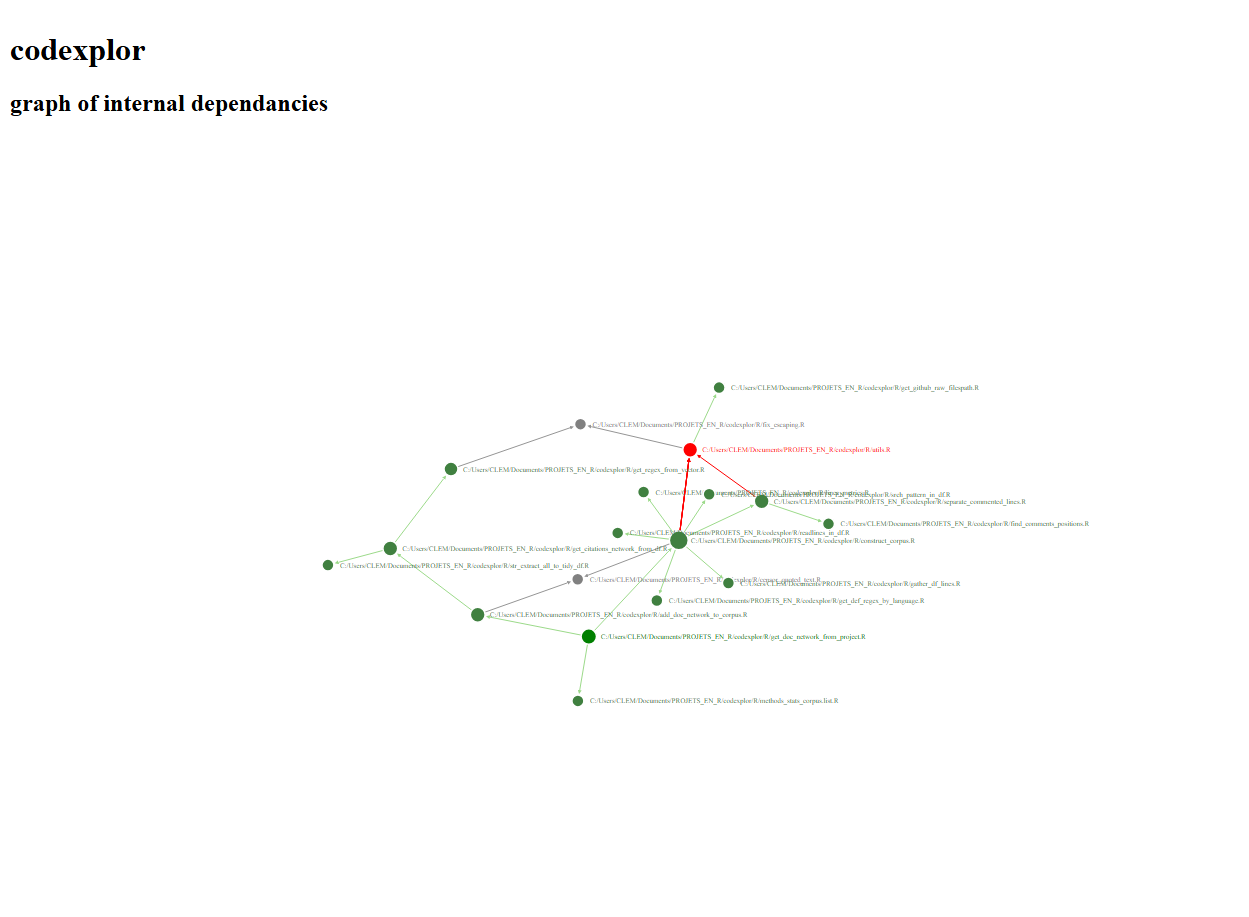 codexplor
graph of internal dependancies
C:/Users/CLEM/Documents/PROJETS_EN_R/codexplor/R/get_github_raw_filespath.R
C:/Users/CLEM/Documents/PROJETS_EN_R/codexplor/R/fix_escaping.R
C:/Users/CLEM/Documents/PROJETS_EN_R/codexplor/R/utils.R
C:/Users/CLEM/Documents/PROJETS_EN_R/codexplor/R/get_regex_from_vector.R
C:/Users/CLEM/Documents/PROJETS_EN_R/codexplor/R/srch_pattern_in_df.R
C:/Users/CLEM/Documents/PROJETS_EN_R/codexplor/R/separate_commented_lines.R
C:/Users/CLEM/Documents/PROJETS_EN_R/codexplor/R/find_comments_positions.R
C:/Users/CLEM/Documents/PROJETS_EN_R/codexplor/R/readlines_in_df.R
C:/Users/CLEM/Documents/PROJETS_EN_R/codexplor/R/construct_corpus.R
C:/Users/CLEM/Documents/PROJETS_EN_R/codexplor/R/get_citations_network_from_df.R
C:/Users/CLEM/Documents/PROJETS_EN_R/codexplor/R/str_extract_all_to_tidy_df.R
C:/Users/CLEM/Documents/PROJETS_EN_R/codexplor/R/censor_quoted_text.R
C:/Users/CLEM/Documents/PROJETS_EN_R/codexplor/R/gather_df_lines.R
C:/Users/CLEM/Documents/PROJETS_EN_R/codexplor/R/get_def_regex_by_language.R
C:/Users/CLEM/Documents/PROJETS_EN_R/codexplor/R/add_doc_network_to_corpus.R
C:/Users/CLEM/Documents/PROJETS_EN_R/codexplor/R/get_doc_network_from_project.R
C:/Users/CLEM/Documents/PROJETS_EN_R/codexplor/R/methods_stats_corpus.list.R